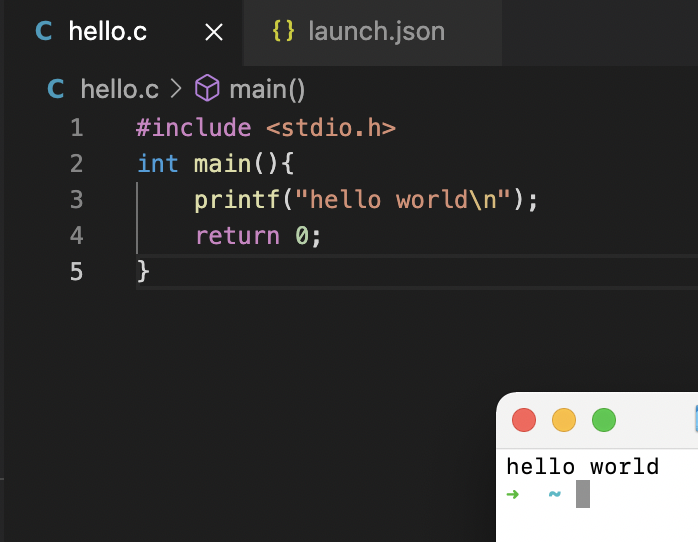 C hello.c × {} launch.json
C hello.c > main()
1 #include <stdio.h>
2 int main(){
3     printf("hello world\n");
4     return 0;
5 }
hello world
➜ ~